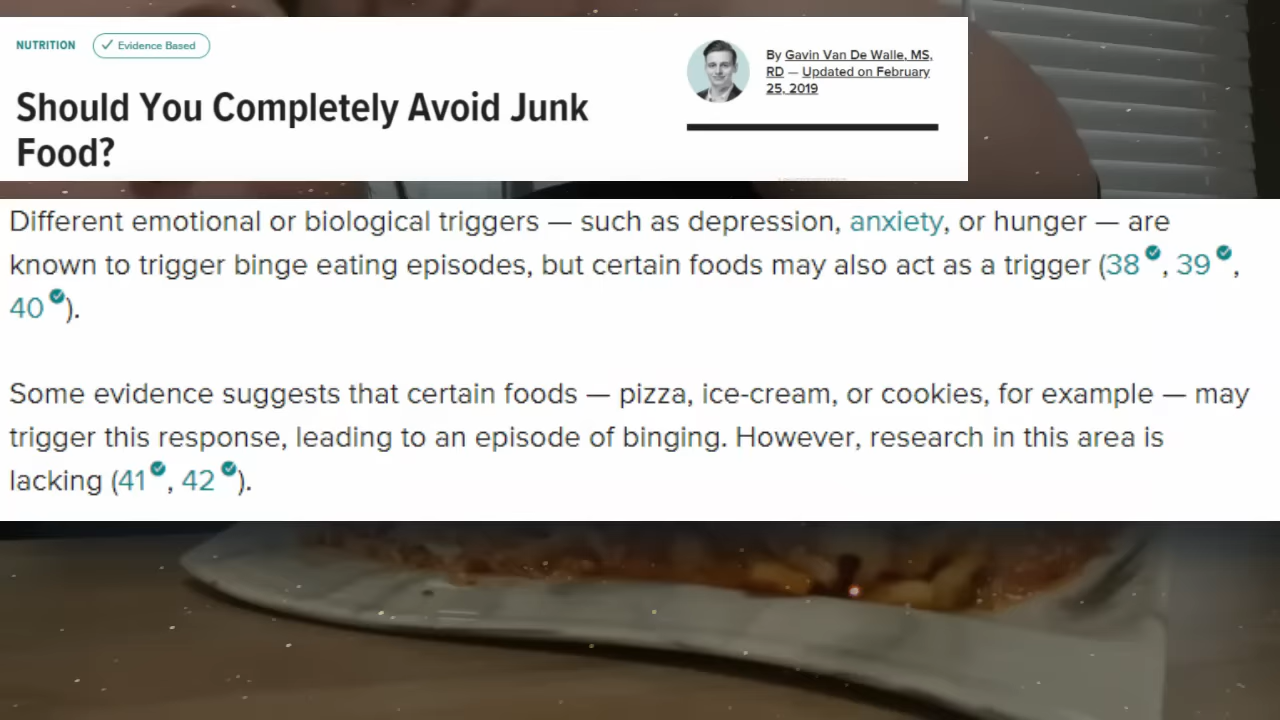 NUTRITION Evidence Based
Should You Completely Avoid Junk
Food?
By Gavin Van De Walle, MS,
RD — Updated on February
25, 2019
Different emotional or biological triggers — such as depression, anxiety, or hunger — are
known to trigger binge eating episodes, but certain foods may also act as a trigger (38, 39,
40).
Some evidence suggests that certain foods — pizza, ice-cream, or cookies, for example — may
trigger this response, leading to an episode of binging. However, research in this area is
lacking (41, 42).